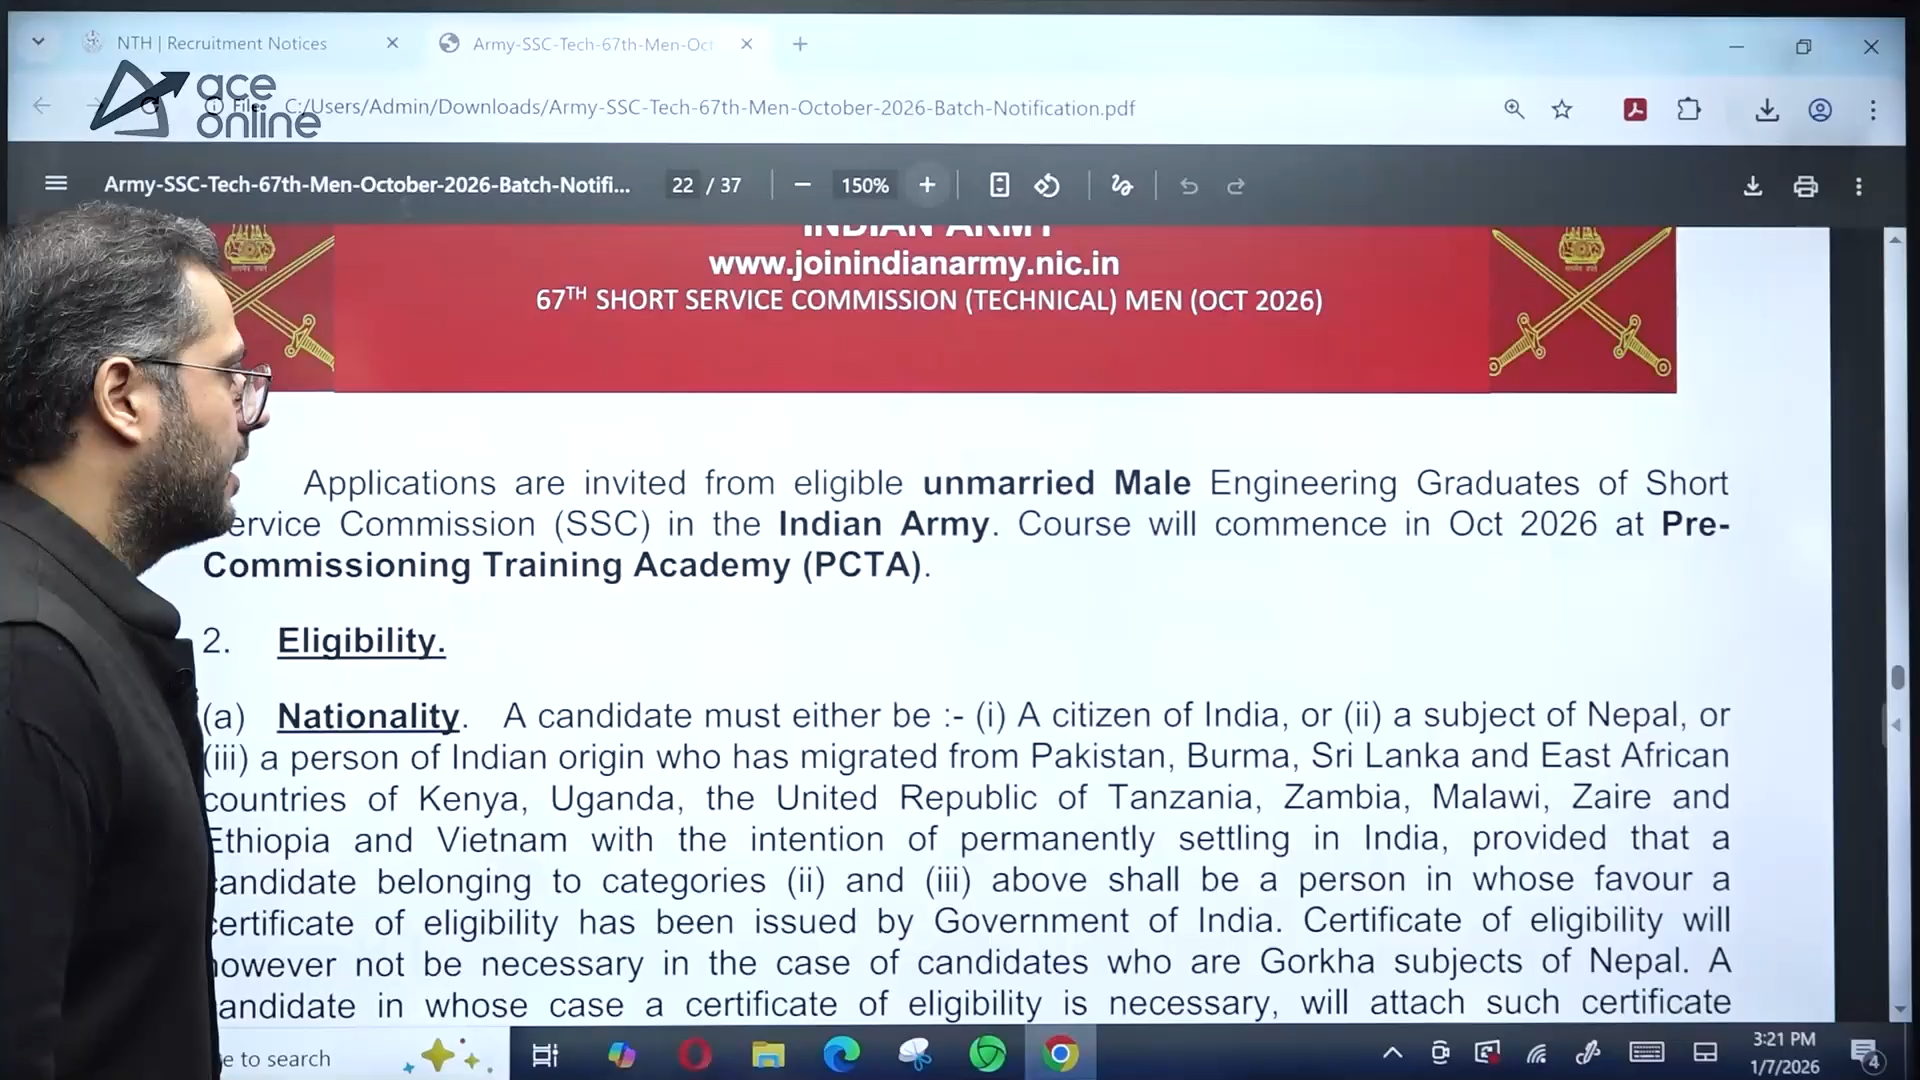 NTH | Recruitment Notices
Army-SSC-Tech-67th-Men-Oct
ace
online
File
C:/Users/Admin/Downloads/Army-SSC-Tech-67th-Men-October-2026-Batch-Notification.pdf
Army-SSC-Tech-67th-Men-October-2026-Batch-Notifi...
22 / 37
150%
INDIAN ARMY
www.joinindianarmy.nic.in
67TH SHORT SERVICE COMMISSION (TECHNICAL) MEN (OCT 2026)
Applications are invited from eligible unmarried Male Engineering Graduates of Short
ervice Commission (SSC) in the Indian Army. Course will commence in Oct 2026 at Pre-
Commissioning Training Academy (PCTA).
2. Eligibility.
(a) Nationality. A candidate must either be :- (i) A citizen of India, or (ii) a subject of Nepal, or
(iii) a person of Indian origin who has migrated from Pakistan, Burma, Sri Lanka and East African
countries of Kenya, Uganda, the United Republic of Tanzania, Zambia, Malawi, Zaire and
Ethiopia and Vietnam with the intention of permanently settling in India, provided that a
candidate belonging to categories (ii) and (iii) above shall be a person in whose favour a
certificate of eligibility has been issued by Government of India. Certificate of eligibility will
however not be necessary in the case of candidates who are Gorkha subjects of Nepal. A
andidate in whose case a certificate of eligibility is necessary, will attach such certificate
e to search
3:21 PM
1/7/2026
4